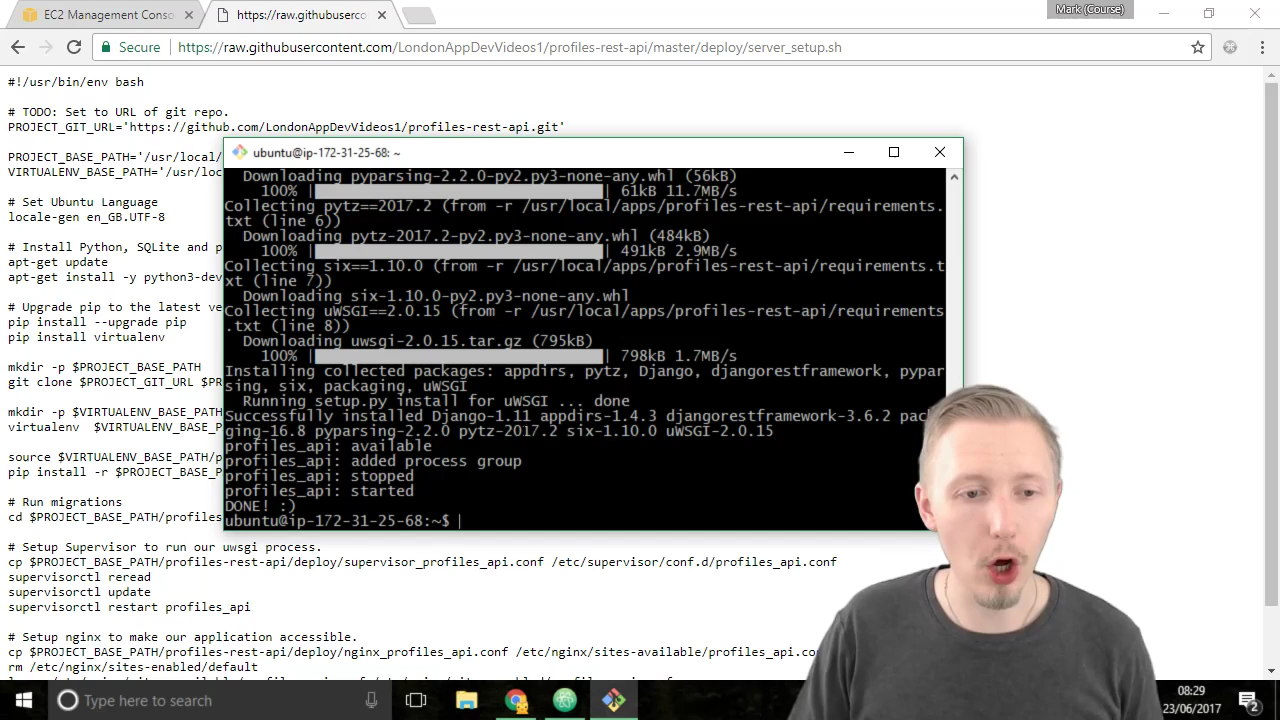 EC2 Management Conso
https://raw.githubuserco
Mark (Course)
Secure
https://raw.githubusercontent.com/LondonAppDevVideos1/profiles-rest-api/master/deploy/server_setup.sh
#!/usr/bin/env bash
# TODO: Set to URL of git repo.
PROJECT_GIT_URL='https://github.com/LondonAppDevVideos1/profiles-rest-api.git'
PROJECT_BASE_PATH='/usr/local/
VIRTUALENV_BASE_PATH='/usr/loc
# Set Ubuntu Language
locale-gen en_GB.UTF-8
# Install Python, SQLite and p
apt-get update
apt-get install -y python3-dev
# Upgrade pip to the latest ve
pip install --upgrade pip
pip install virtualenv
mkdir -p $PROJECT_BASE_PATH
git clone $PROJECT_GIT_URL $PR
mkdir -p $VIRTUALENV_BASE_PATH
virtualenv $VIRTUALENV_BASE_PA
source $VIRTUALENV_BASE_PATH/p
pip install -r $PROJECT_BASE_P
# Run migrations
cd $PROJECT_BASE_PATH/profiles
# Setup Supervisor to run our uwsgi process.
cp $PROJECT_BASE_PATH/profiles-rest-api/deploy/supervisor_profiles_api.conf /etc/supervisor/conf.d/profiles_api.conf
supervisorctl reread
supervisorctl update
supervisorctl restart profiles_api
# Setup nginx to make our application accessible.
cp $PROJECT_BASE_PATH/profiles-rest-api/deploy/nginx_profiles_api.conf /etc/nginx/sites-available/profiles_api.co
rm /etc/nginx/sites-enabled/default
ubuntu@ip-172-31-25-68: ~
Downloading pyparsing-2.2.0-py2.py3-none-any.whl (56kB)
100% | | 61kB 11.7MB/s
Collecting pytz==2017.2 (from -r /usr/local/apps/profiles-rest-api/requirements.
txt (line 6))
Downloading pytz-2017.2-py2.py3-none-any.whl (484kB)
100% | | 491kB 2.9MB/s
Collecting six==1.10.0 (from -r /usr/local/apps/profiles-rest-api/requirements.t
xt (line 7))
Downloading six-1.10.0-py2.py3-none-any.whl
Collecting uWSGI==2.0.15 (from -r /usr/local/apps/profiles-rest-api/requirements
.txt (line 8))
Downloading uwsgi-2.0.15.tar.gz (795kB)
100% | | 798kB 1.7MB/s
Installing collected packages: appdirs, pytz, Django, djangorestframework, pypar
sing, six, packaging, uWSGI
Running setup.py install for uWSGI ... done
Successfully installed Django-1.11 appdirs-1.4.3 djangorestframework-3.6.2 pac
ging-16.8 pyparsing-2.2.0 pytz-2017.2 six-1.10.0 uWSGI-2.0.15
profiles_api: available
profiles_api: added process group
profiles_api: stopped
profiles_api: started
DONE! :)
ubuntu@ip-172-31-25-68:~$
Type here to search
08:29
23/06/2017
2